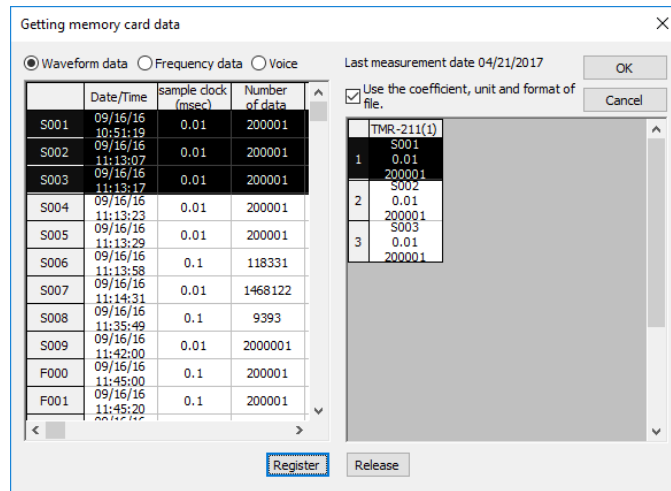 Getting memory card data
Waveform data Frequency data Voice
Last measurement date 04/21/2017
OK
Use the coefficient, unit and format of
file.
Cancel
Date/Time sample clock (msec) Number of data
S001 09/16/16 10:51:19 0.01 200001
S002 09/16/16 11:13:07 0.01 200001
S003 09/16/16 11:13:17 0.01 200001
S004 09/16/16 11:13:23 0.01 200001
S005 09/16/16 11:13:29 0.01 200001
S006 09/16/16 11:13:58 0.1 118331
S007 09/16/16 11:14:31 0.01 1468122
S008 09/16/16 11:35:49 0.1 9393
S009 09/16/16 11:42:00 0.01 2000001
F000 09/16/16 11:45:00 0.1 200001
F001 09/16/16 11:45:20 0.1 200001
TMR-211(1)
1 S001
0.01
200001
2 S002
0.01
200001
3 S003
0.01
200001
Register Release